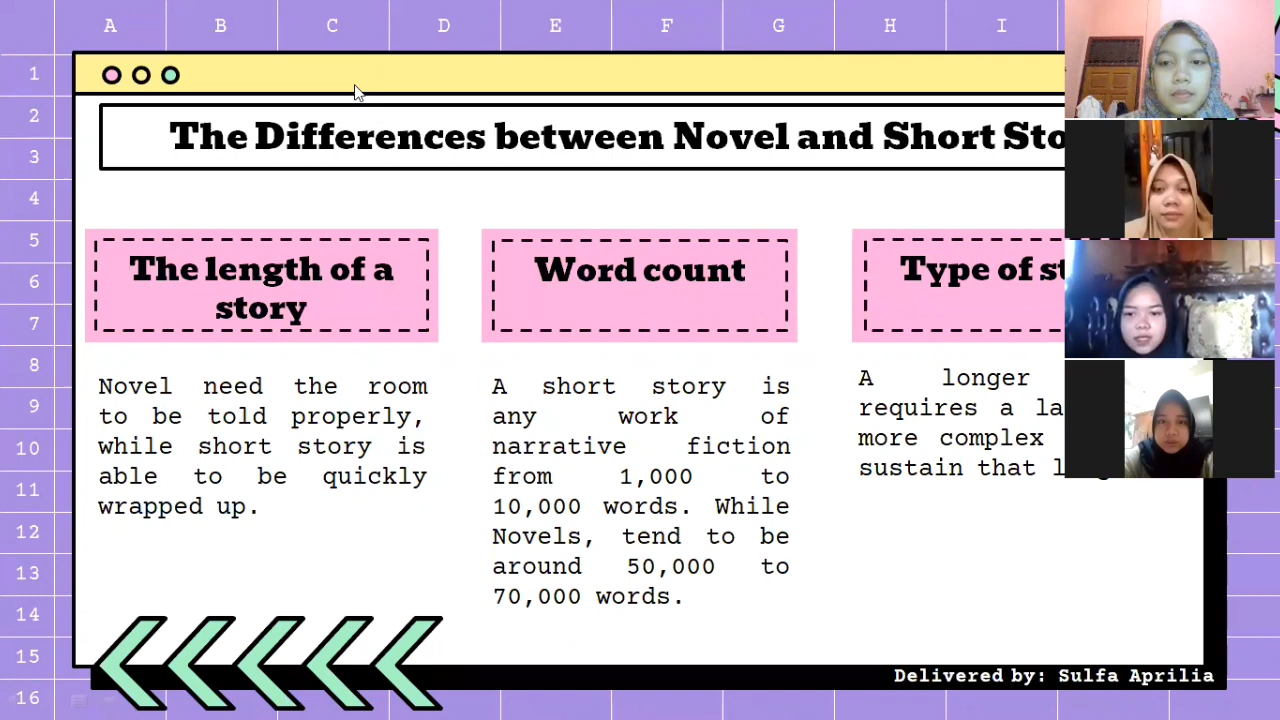 A B C D E F G H I
1
2
3
4
5
6
7
8
9
10
11
12
13
14
15
16
The Differences between Novel and Short
The length of a
story
Novel need the room
to be told properly,
while short story is
able to be quickly
wrapped up.
Word count
A short story is
any work of
narrative fiction
from 1,000 to
10,000 words. While
Novels, tend to be
around 50,000 to
70,000 words.
Type of
A longer
requires a
more complex
sustain that
Delivered by: Sulfa Aprilia